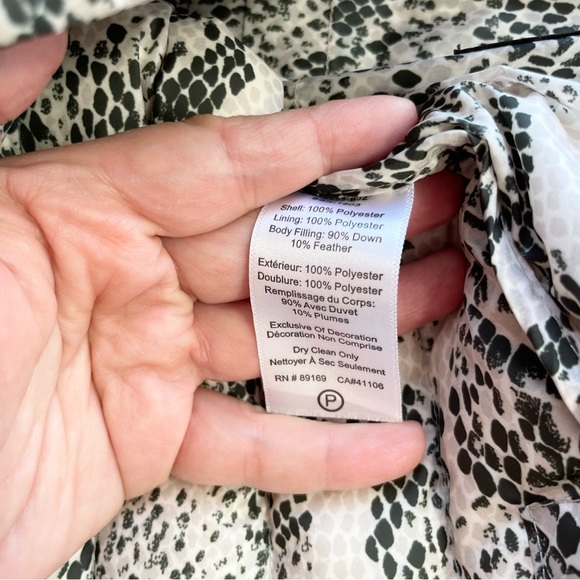 Shell: 100% Polyester
Lining: 100% Polyester
Body Filling: 90% Down
10% Feather
Extérieur: 100% Polyester
Doublure: 100% Polyester
Remplissage du Corps:
90% Avec Duvet
10% Plumes
Exclusive Of Decoration
Décoration Non Comprise
Dry Clean Only
Nettoyer À Sec Seulement
RN # 89169 CA#41106
P